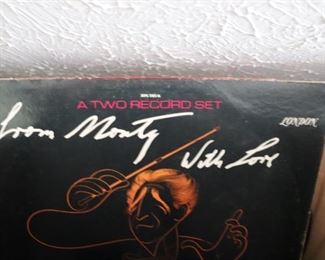 A TWO RECORD SET
From Monty
With Love
LONDON